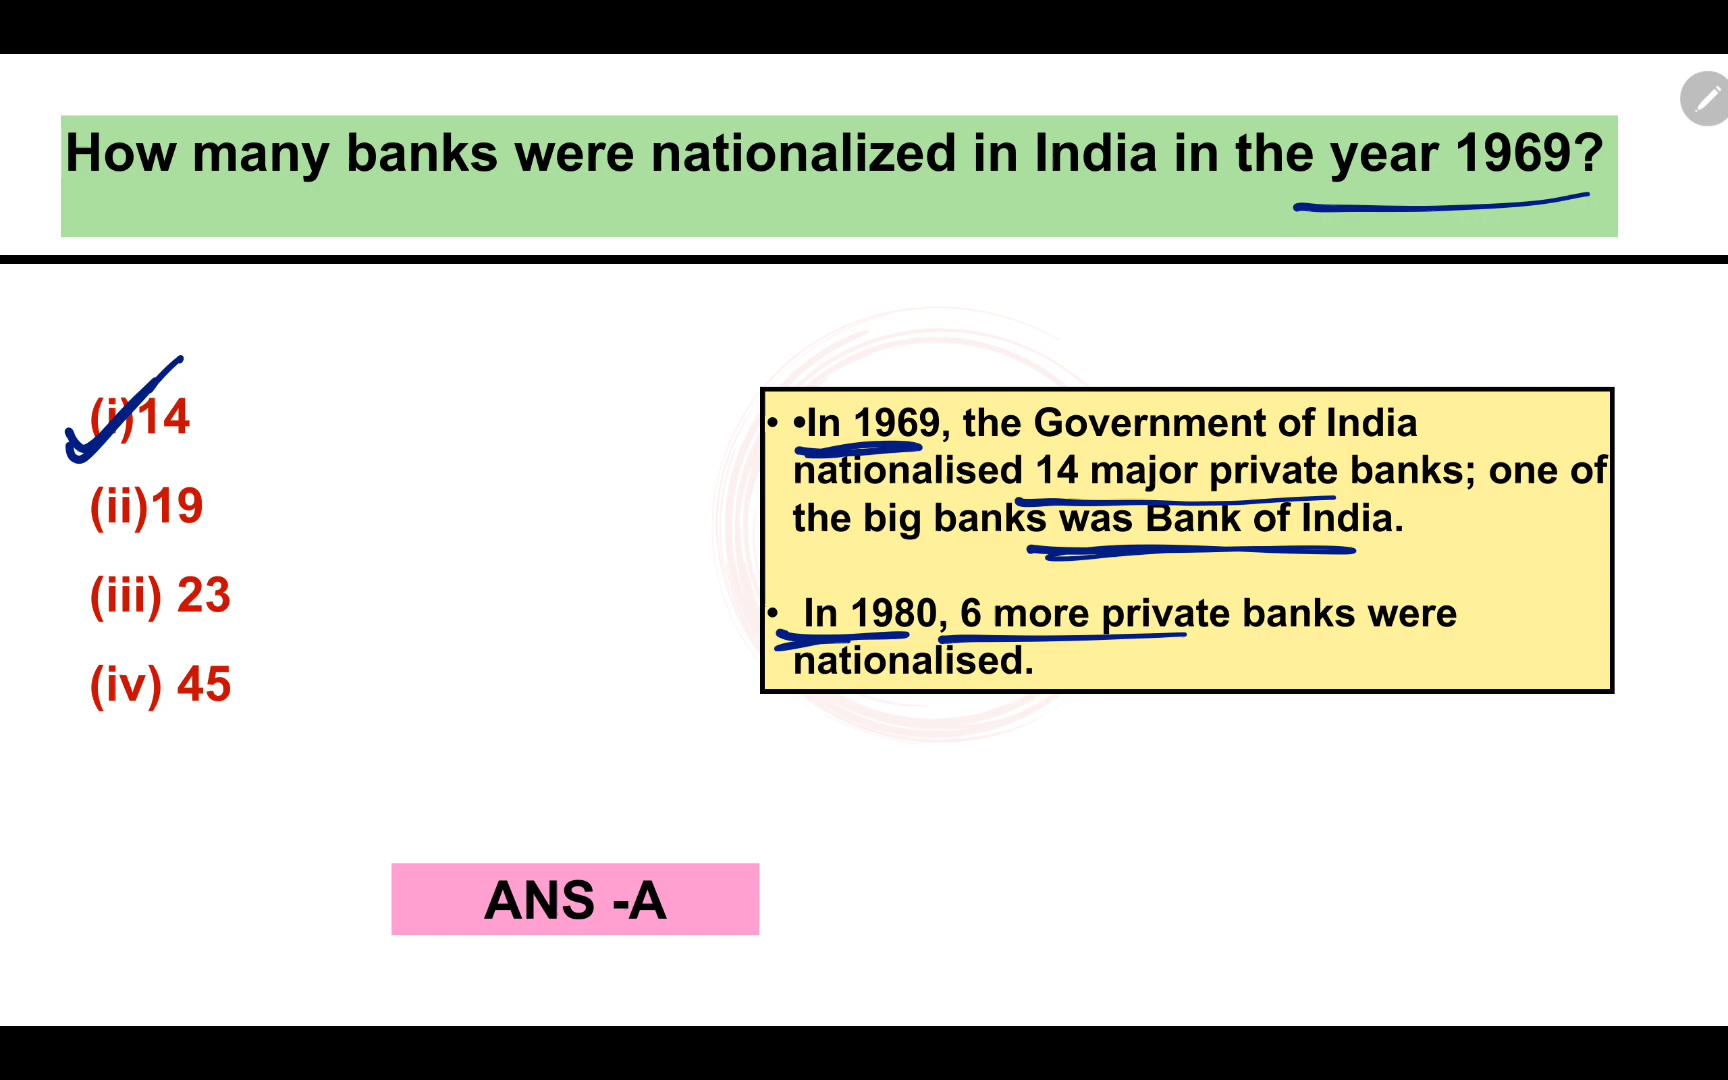 How many banks were nationalized in India in the year 1969?
(i)14
(ii)19
(iii) 23
(iv) 45
• •In 1969, the Government of India
nationalised 14 major private banks; one of
the big banks was Bank of India.
• In 1980, 6 more private banks were
nationalised.
ANS -A